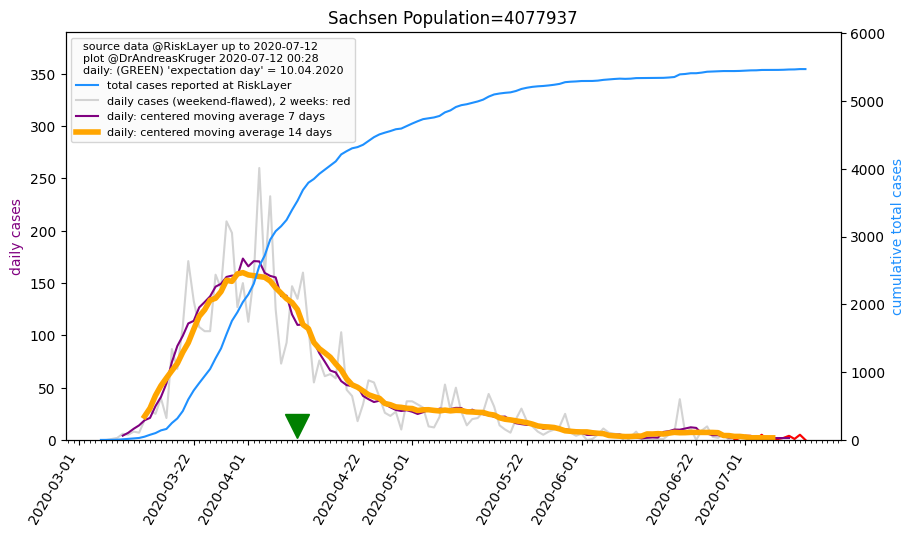 Sachsen Population=4077937
source data @RiskLayer up to 2020-07-12
plot @DrAndreasKruger 2020-07-12 00:28
daily: (GREEN) 'expectation day' = 10.04.2020
total cases reported at RiskLayer
daily cases (weekend-flawed), 2 weeks: red
daily: centered moving average 7 days
daily: centered moving average 14 days
daily cases
350
300
250
200
150
100
50
0
6000
5000
4000
3000
2000
1000
0
cumulative total cases
2020-03-01
2020-03-22
2020-04-01
2020-04-22
2020-05-01
2020-05-22
2020-06-01
2020-06-22
2020-07-01